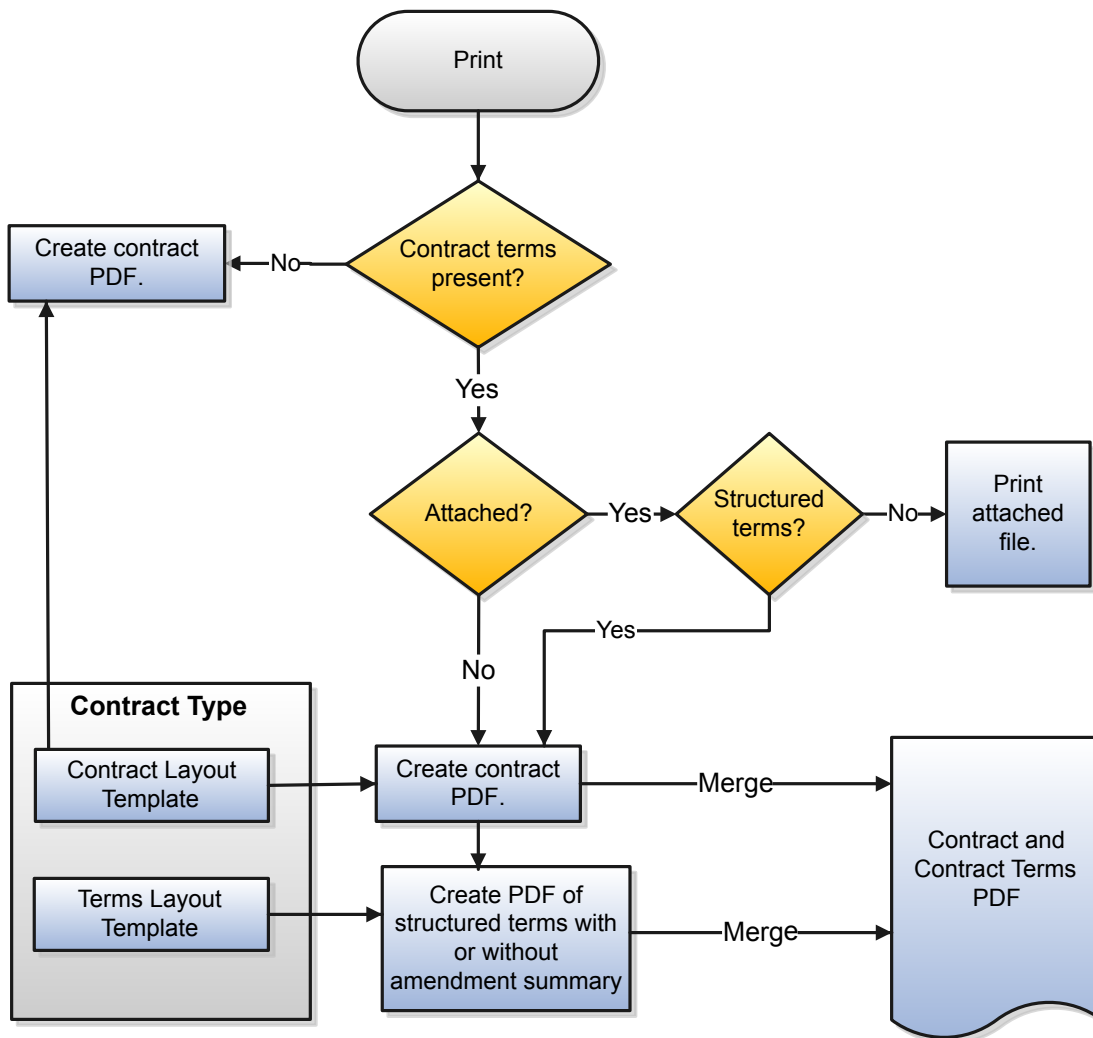 Print
Contract terms
present?
No
Create contract
PDF.
Yes
Attached?
Yes
Structured
terms?
No
Print
attached
file.
Yes
No
Contract Type
Contract Layout
Template
Create contract
PDF.
Merge
Terms Layout
Template
Create PDF of
structured terms with
or without
amendment summary
Merge
Contract and
Contract Terms
PDF